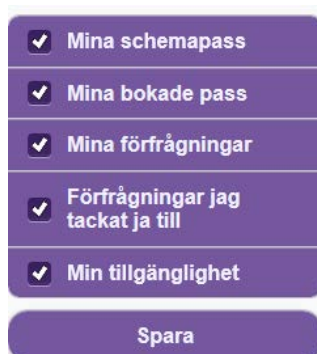 Mina schemapass
Mina bokade pass
Mina förfrågningar
Förfrågningar jag
tackat ja till
Min tillgänglighet
Spara